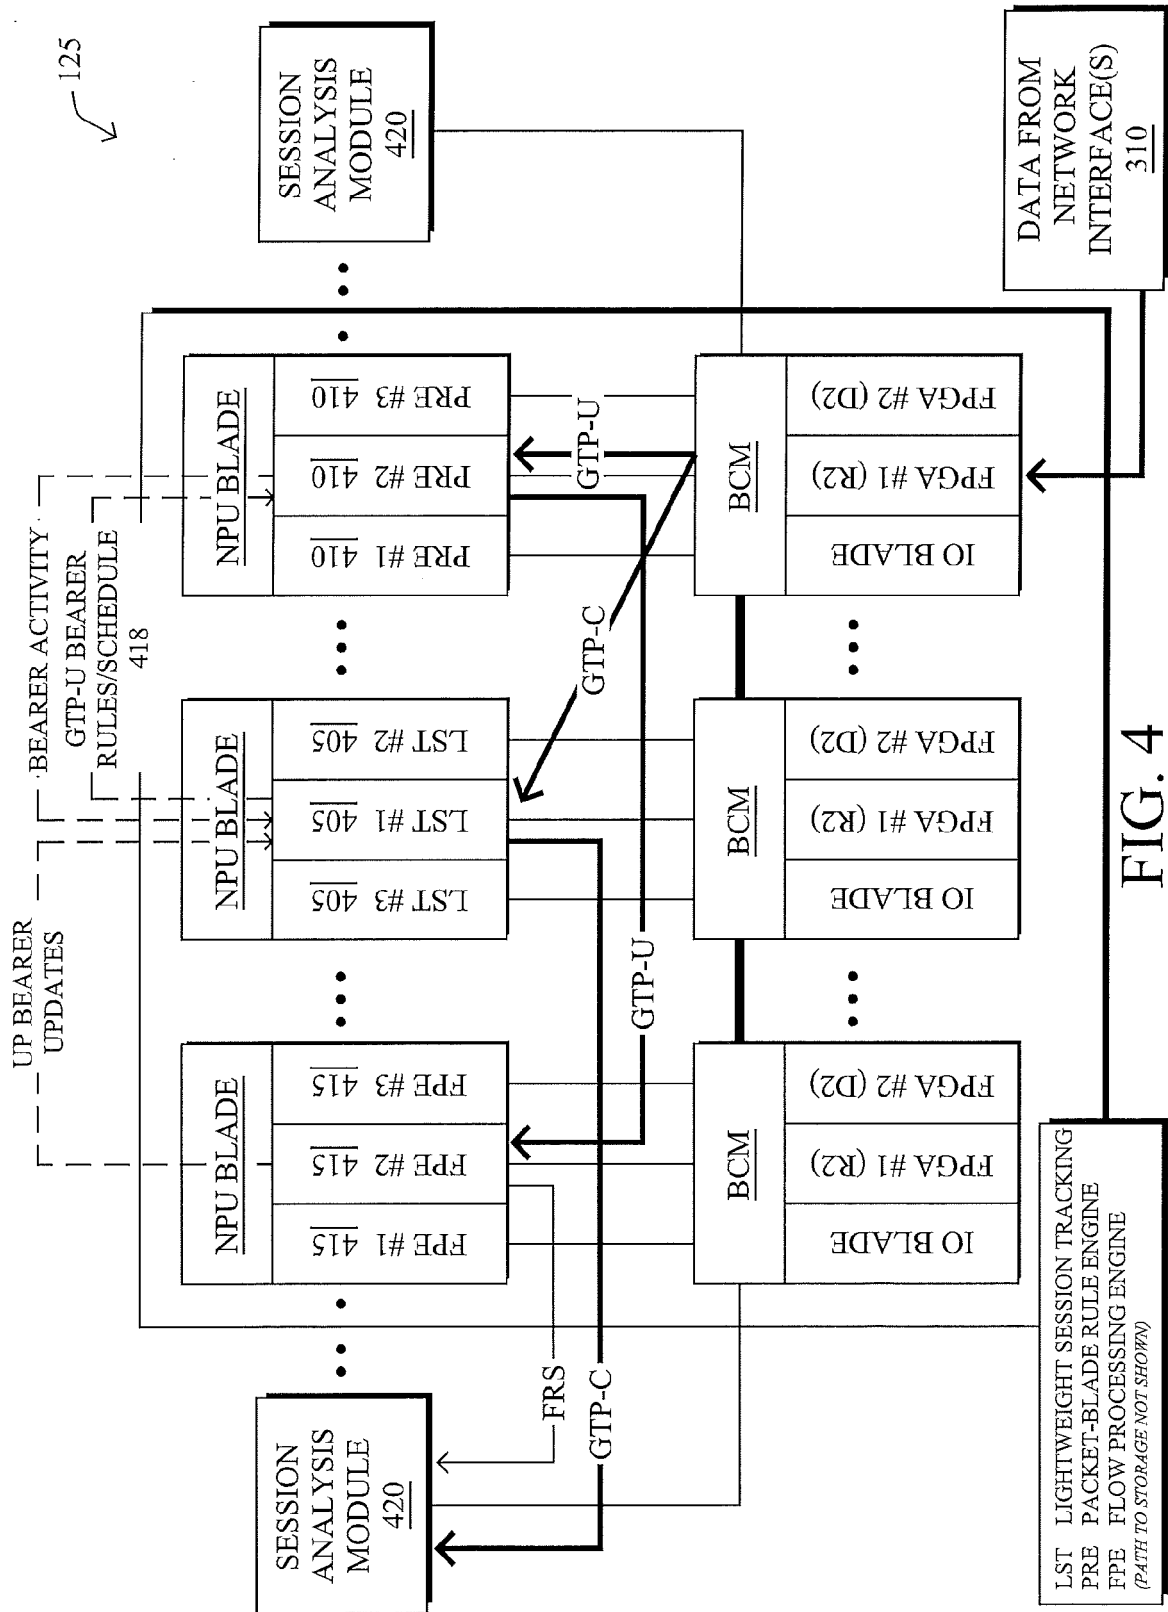 125
SESSION
ANALYSIS
MODULE
420
SESSION
ANALYSIS
MODULE
420
UP BEARER
UPDATES
BEARER ACTIVITY
GTP-U BEARER
RULES/SCHEDULE
418
NPU BLADE
FPE #1 415
FPE #2 415
FPE #3 415
NPU BLADE
LST #3 405
LST #1 405
LST #2 405
NPU BLADE
PRE #1 410
PRE #2 410
PRE #3 410
FRS
GTP-C
GTP-U
GTP-C
GTP-U
BCM
IO BLADE
FPGA #1 (R2)
FPGA #2 (D2)
BCM
IO BLADE
FPGA #1 (R2)
FPGA #2 (D2)
BCM
IO BLADE
FPGA #1 (R2)
FPGA #2 (D2)
DATA FROM
NETWORK
INTERFACE(S)
310
LST LIGHTWEIGHT SESSION TRACKING
PRE PACKET-BLADE RULE ENGINE
FPE FLOW PROCESSING ENGINE
(PATH TO STORAGE NOT SHOWN)
FIG. 4